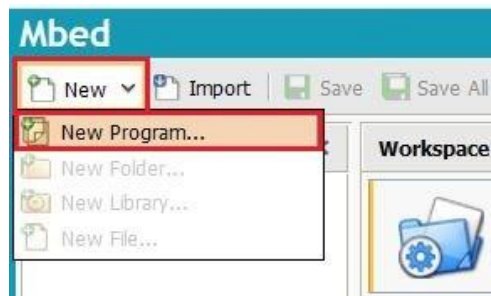 Mbed
New Import Save Save All
New Program...
New Folder...
New Library...
New File...
Workspace